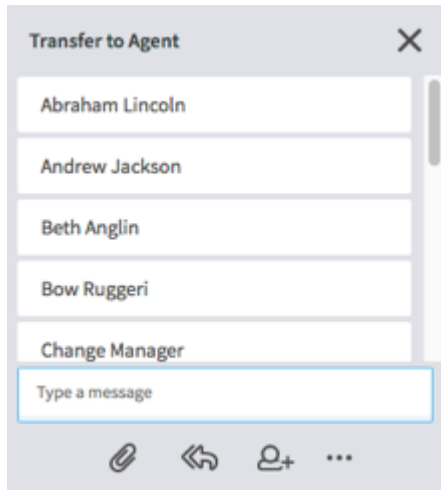 Transfer to Agent
Abraham Lincoln
Andrew Jackson
Beth Anglin
Bow Ruggeri
Change Manager
Type a message